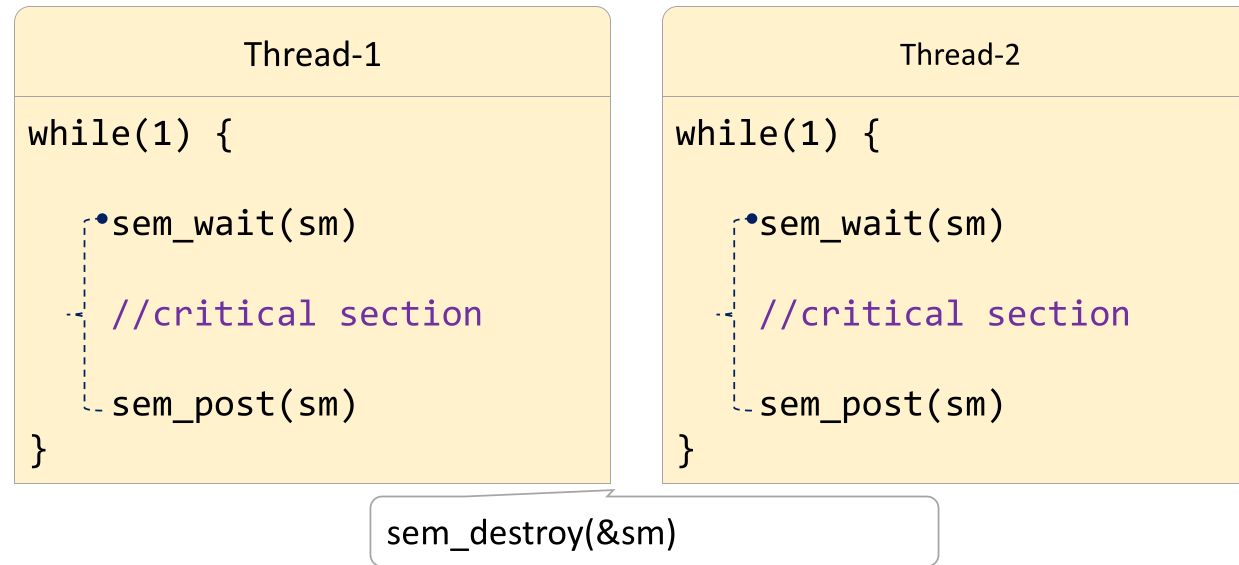 Thread-1
while(1) {
sem_wait(sm)
//critical section
sem_post(sm)
}
Thread-2
while(1) {
sem_wait(sm)
//critical section
sem_post(sm)
}
sem_destroy(&sm)